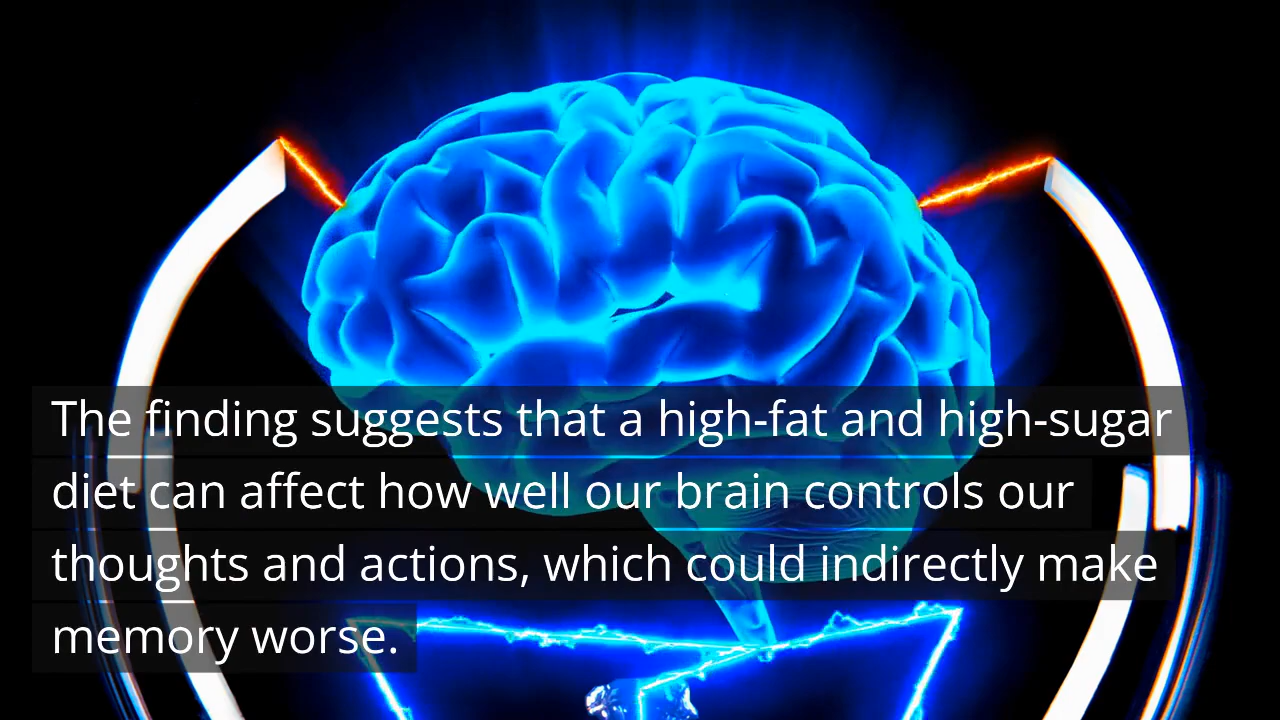 The finding suggests that a high-fat and high-sugar
diet can affect how well our brain controls our
thoughts and actions, which could indirectly make
memory worse.